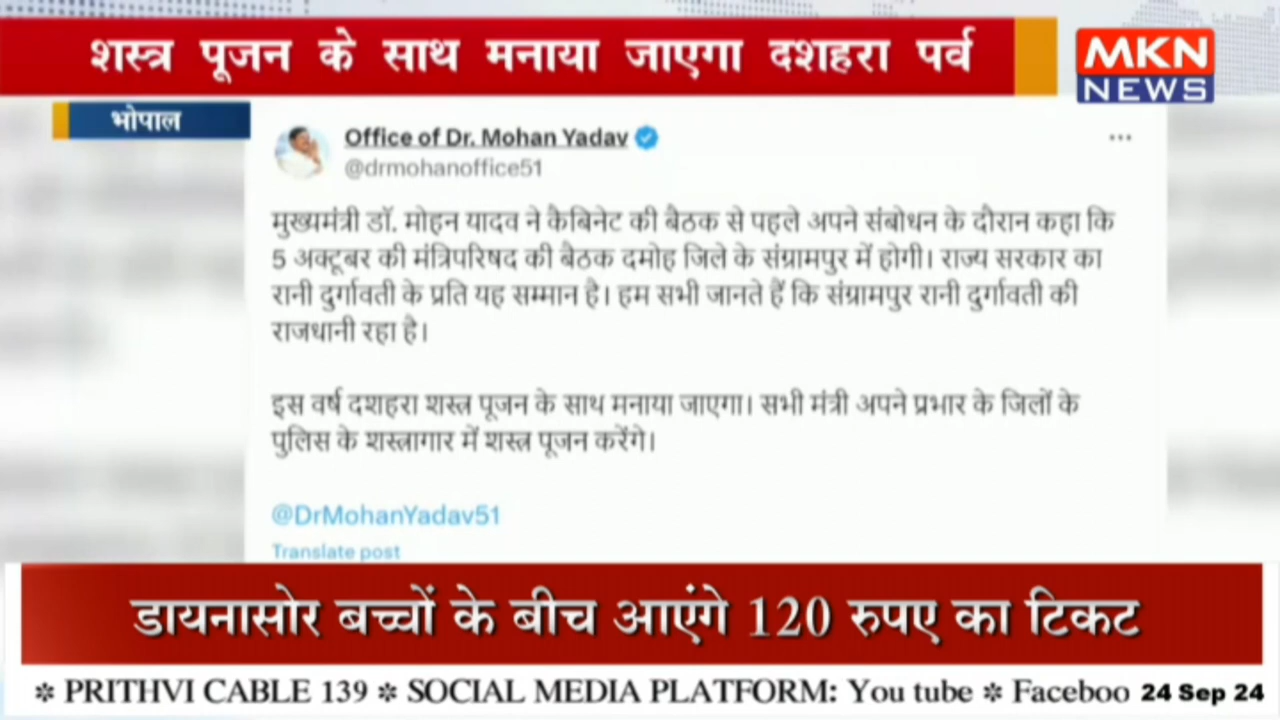 शस्त्र पूजन के साथ मनाया जाएगा दशहरा पर्व
MKN
NEWS
भोपाल
Office of Dr. Mohan Yadav
@drmohanoffice51
मुख्यमंत्री डॉ. मोहन यादव ने कैबिनेट की बैठक से पहले अपने संबोधन के दौरान कहा कि
5 अक्टूबर की मंत्रिपरिषद की बैठक दमोह जिले के संग्रामपुर में होगी। राज्य सरकार का
रानी दुर्गावती के प्रति यह सम्मान है। हम सभी जानते हैं कि संग्रामपुर रानी दुर्गावती की
राजधानी रहा है।
इस वर्ष दशहरा शस्त्र पूजन के साथ मनाया जाएगा। सभी मंत्री अपने प्रभार के जिलों के
पुलिस के शस्त्रागार में शस्त्र पूजन करेंगे।
@DrMohanYadav51
Translate post
डायनासोर बच्चों के बीच आएंगे 120 रुपए का टिकट
❇ PRITHVI CABLE 139 ❇ SOCIAL MEDIA PLATFORM: You tube ❇ Faceboo 24 Sep 24